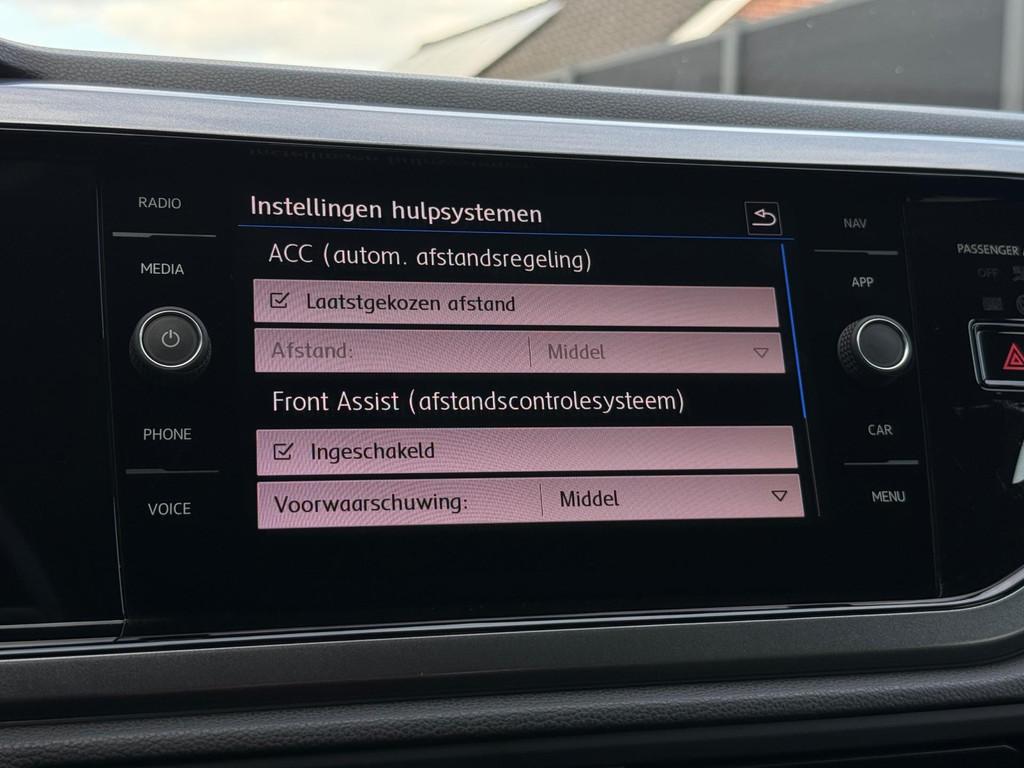 RADIO
MEDIA
PHONE
VOICE
Instellingen hulpsystemen
ACC (autom. afstandsregeling)
Laatstgekozen afstand
Afstand: Middel
Front Assist (afstandscontrolesysteem)
Ingeschakeld
Voorwaarschuwing: Middel
NAV
APP
CAR
MENU
PASSENGER
OFF